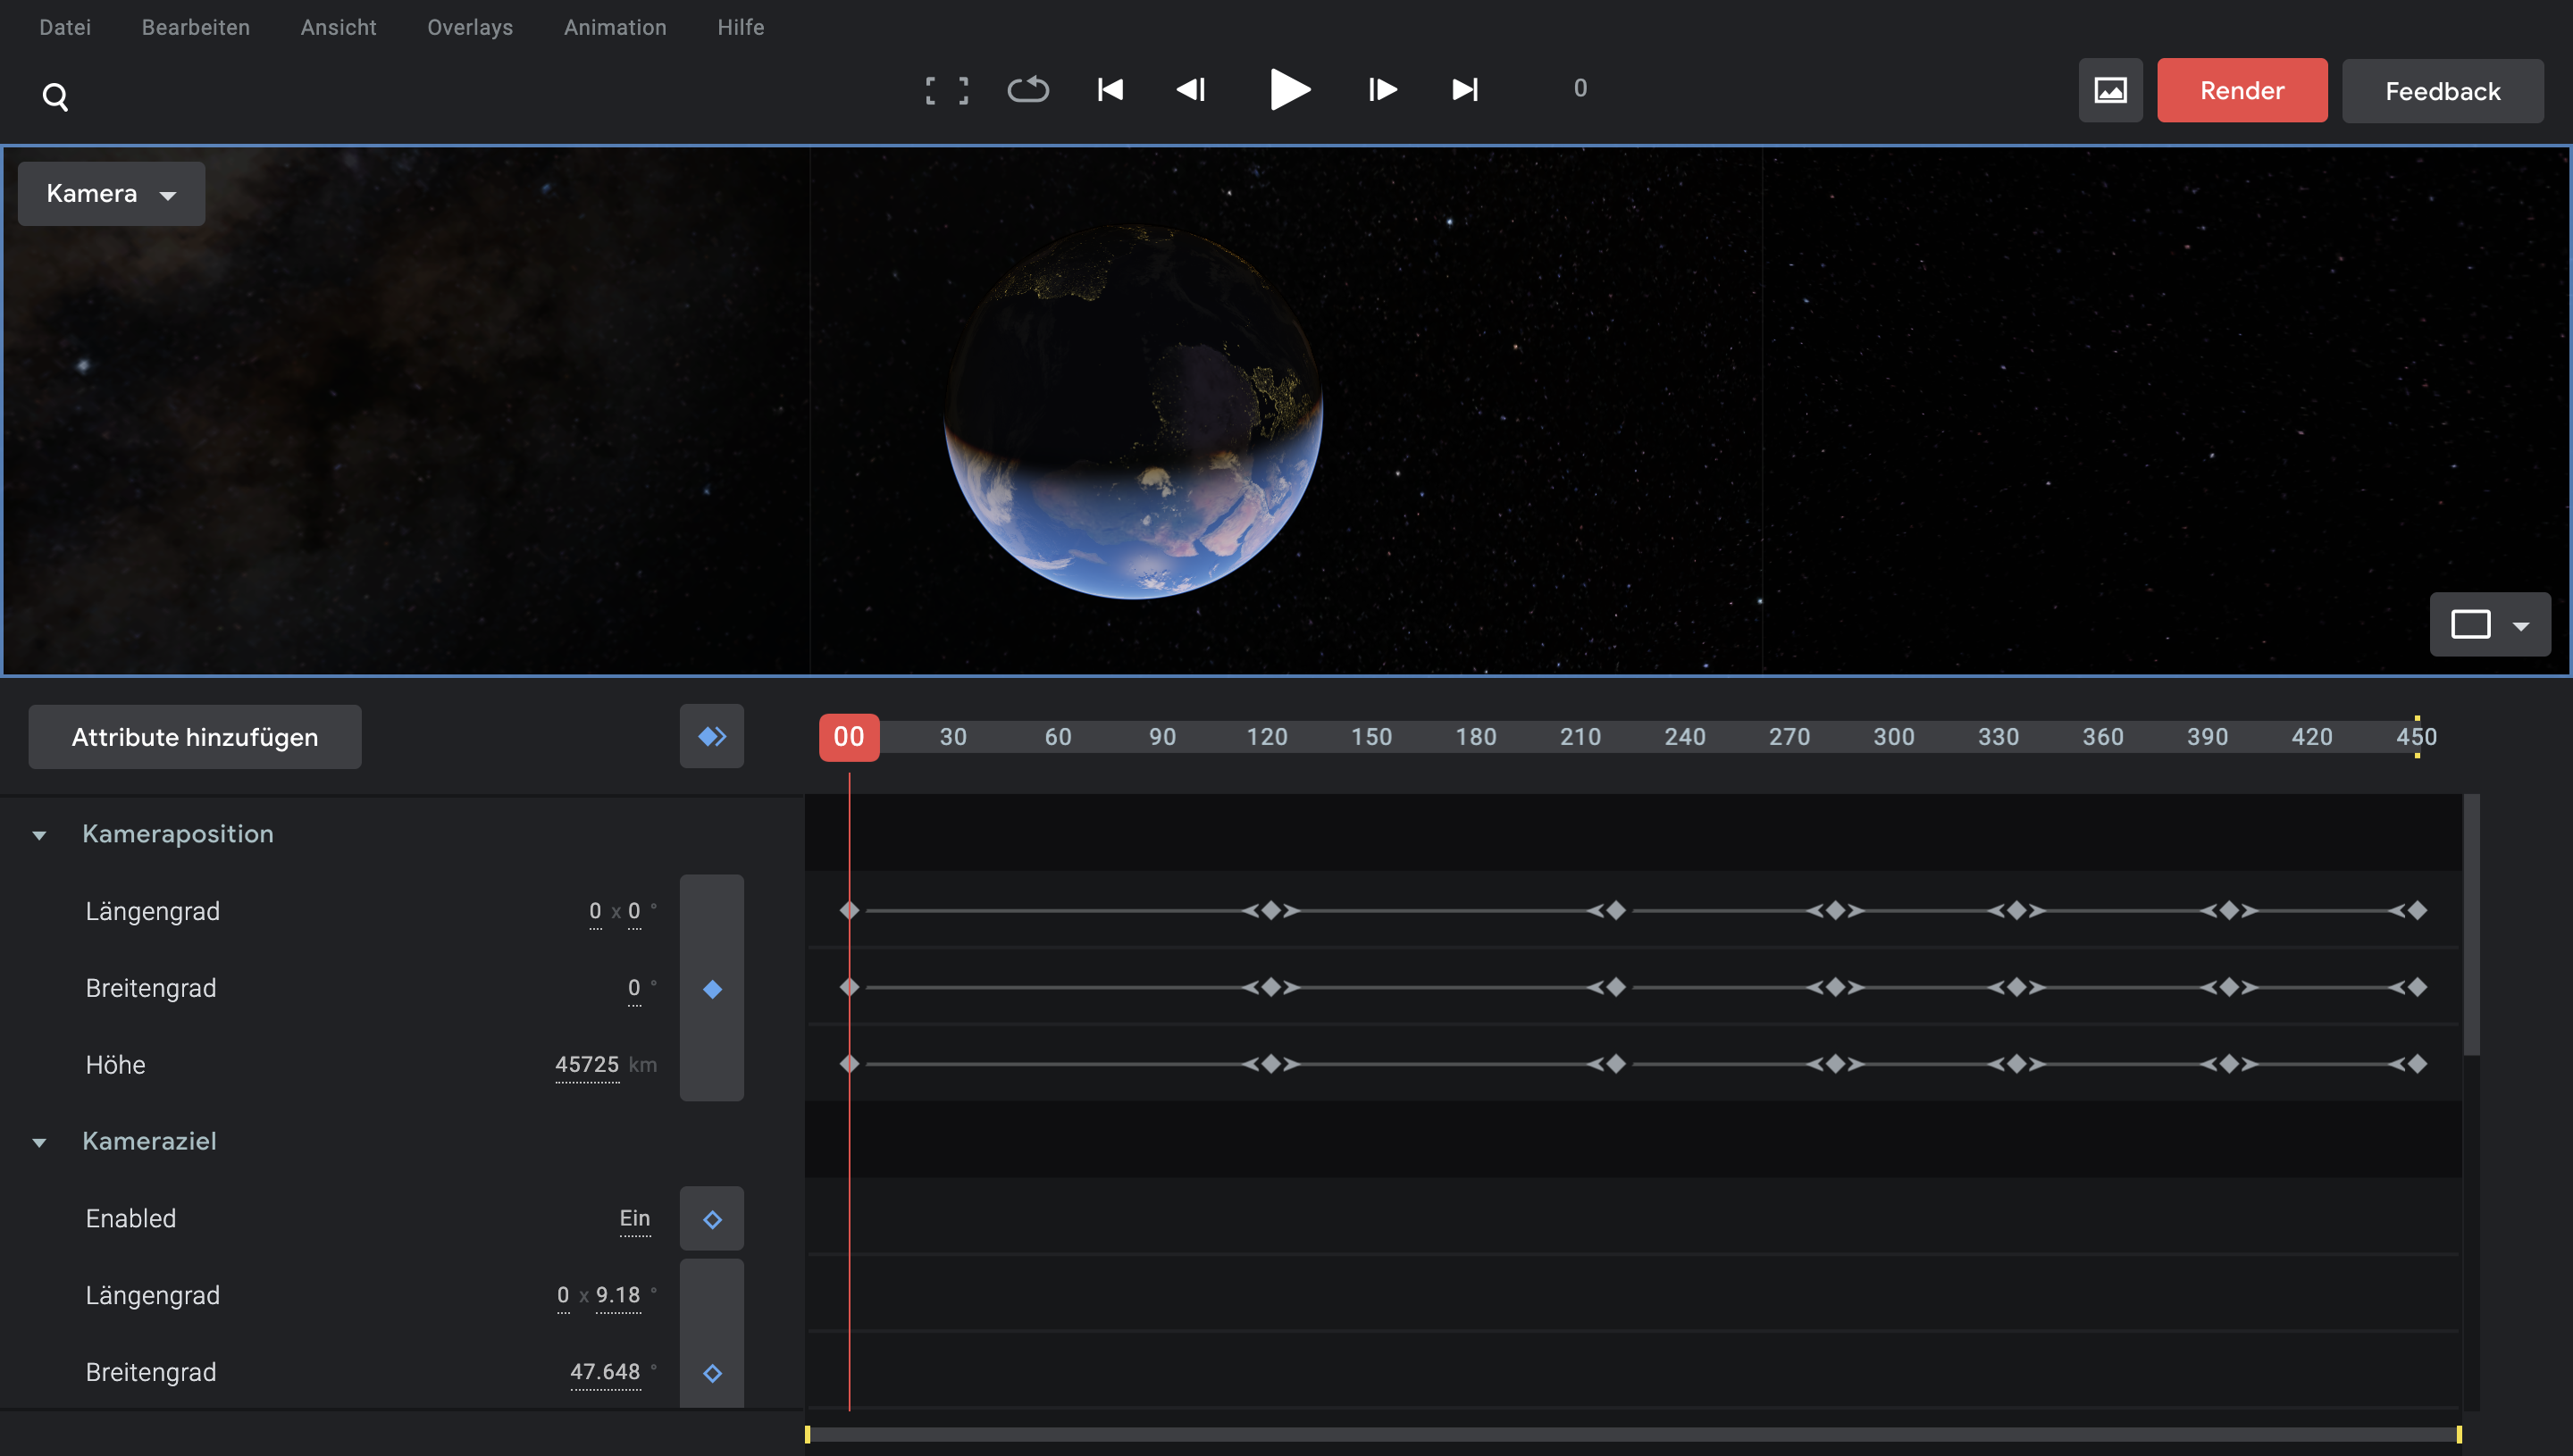 Datei Bearbeiten Ansicht Overlays Animation Hilfe
0 Render Feedback
Kamera
Attribute hinzufügen
00 30 60 90 120 150 180 210 240 270 300 330 360 390 420 450
Kameraposition
Längengrad 0 x 0 °
Breitengrad 0 °
Höhe 45725 km
Kameraziel
Enabled Ein
Längengrad 0 x 9.18 °
Breitengrad 47.648 °